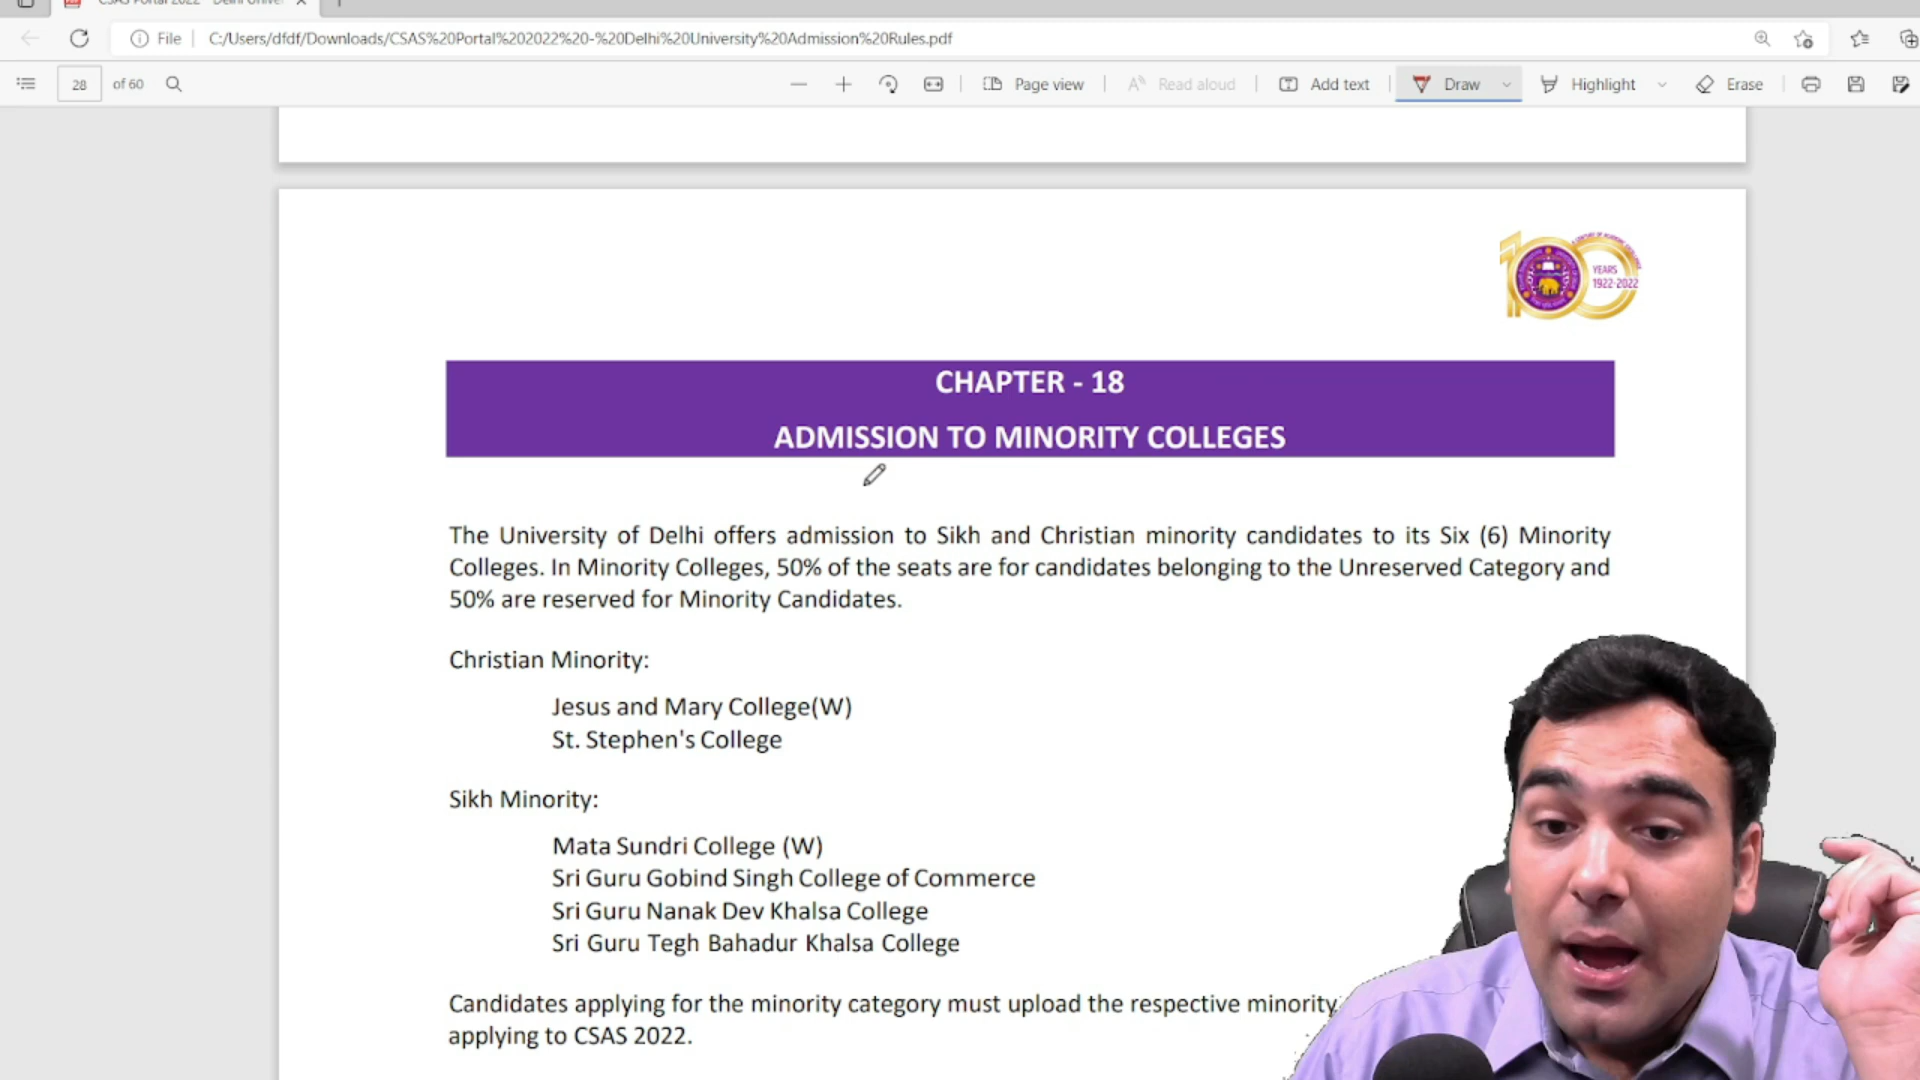 File C:/Users/dfdf/Downloads/CSAS%20Portal%202022%20-%20Delhi%20University%20Admission%20Rules.pdf
28 of 60 Page view Read aloud Add text Draw Highlight Erase
YEARS
1922-2022
CHAPTER - 18
ADMISSION TO MINORITY COLLEGES
The University of Delhi offers admission to Sikh and Christian minority candidates to its Six (6) Minority
Colleges. In Minority Colleges, 50% of the seats are for candidates belonging to the Unreserved Category and
50% are reserved for Minority Candidates.
Christian Minority:
Jesus and Mary College(W)
St. Stephen's College
Sikh Minority:
Mata Sundri College (W)
Sri Guru Gobind Singh College of Commerce
Sri Guru Nanak Dev Khalsa College
Sri Guru Tegh Bahadur Khalsa College
Candidates applying for the minority category must upload the respective minority
applying to CSAS 2022.